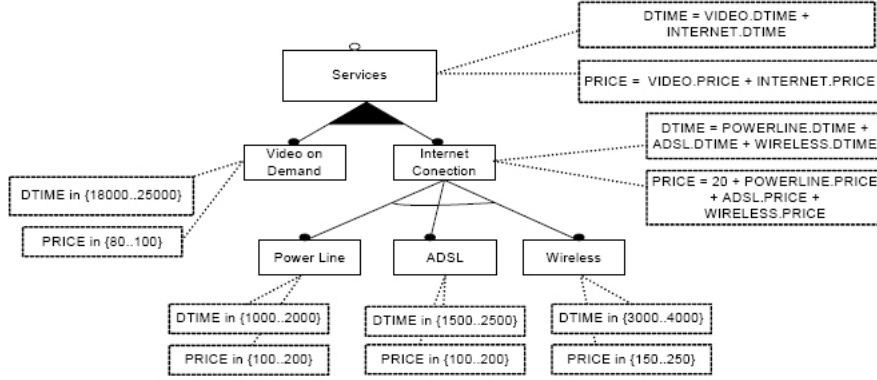 DTIME = VIDEO.DTIME +
INTERNET.DTIME
Services
PRICE = VIDEO.PRICE + INTERNET.PRICE
DTIME = POWERLINE.DTIME +
ADSL.DTIME + WIRELESS.DTIME
Video on
Demand
Internet
Conection
DTIME in {18000..25000}
PRICE = 20 + POWERLINE.PRICE
+ ADSL.PRICE +
WIRELESS.PRICE
PRICE in {80..100}
Power Line
ADSL
Wireless
DTIME in {1000..2000}
DTIME in {1500..2500}
DTIME in {3000..4000}
PRICE in {100..200}
PRICE in {100..200}
PRICE in {150..250}